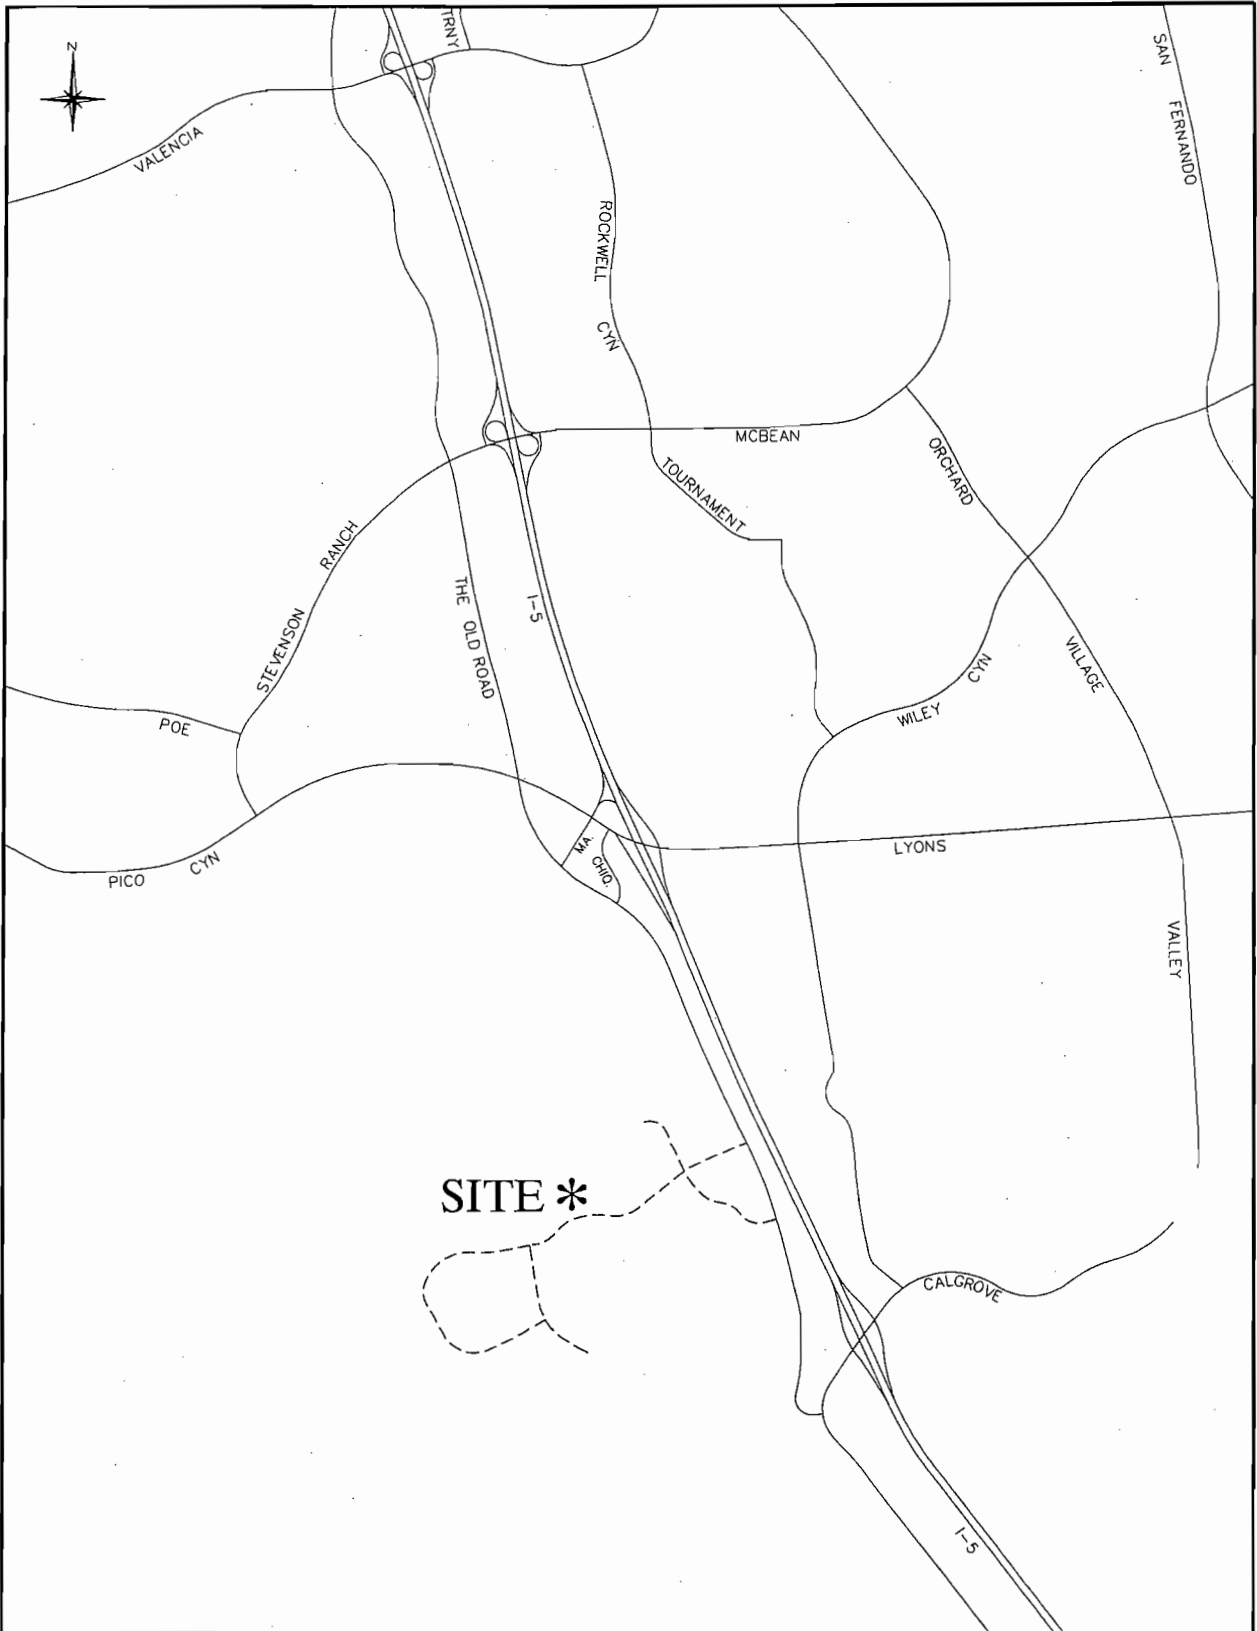 N
TRNY
SAN FERNANDO
VALENCIA
ROCKWELL CYN
MCBEAN
ORCHARD VILLAGE
TOURNAMENT
STEVENSON RANCH
THE OLD ROAD
I-5
CYN
WILEY
POE
LYONS
MA.
CHIQ.
PICO CYN
VALLEY
SITE *
CALGROVE
I-5